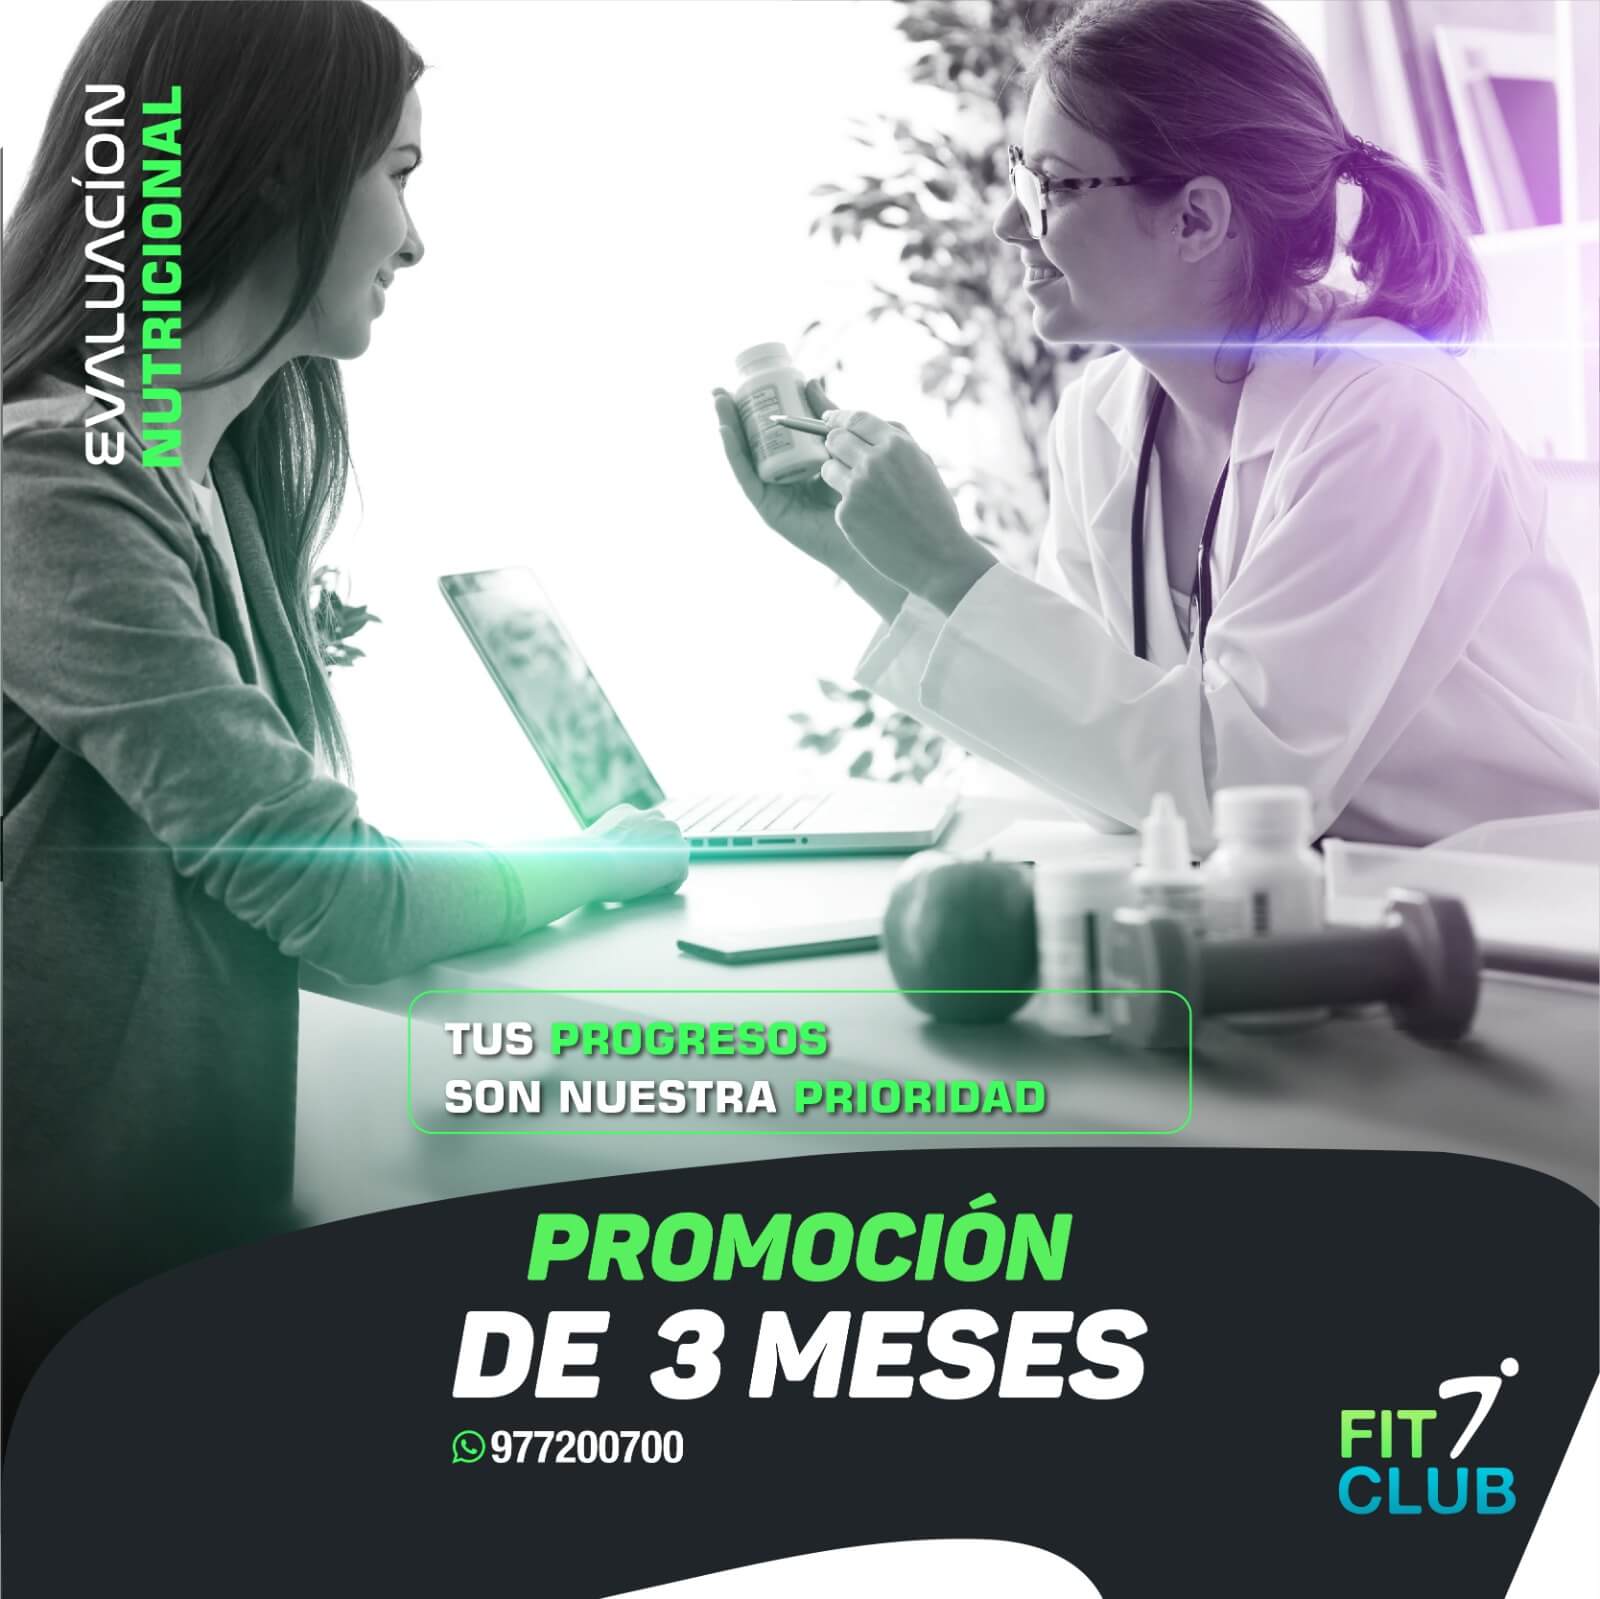 EVALUACÍON
NUTRICIONAL
TUS PROGRESOS
SON NUESTRA PRIORIDAD
PROMOCIÓN
DE 3 MESES
977200700
FIT
CLUB